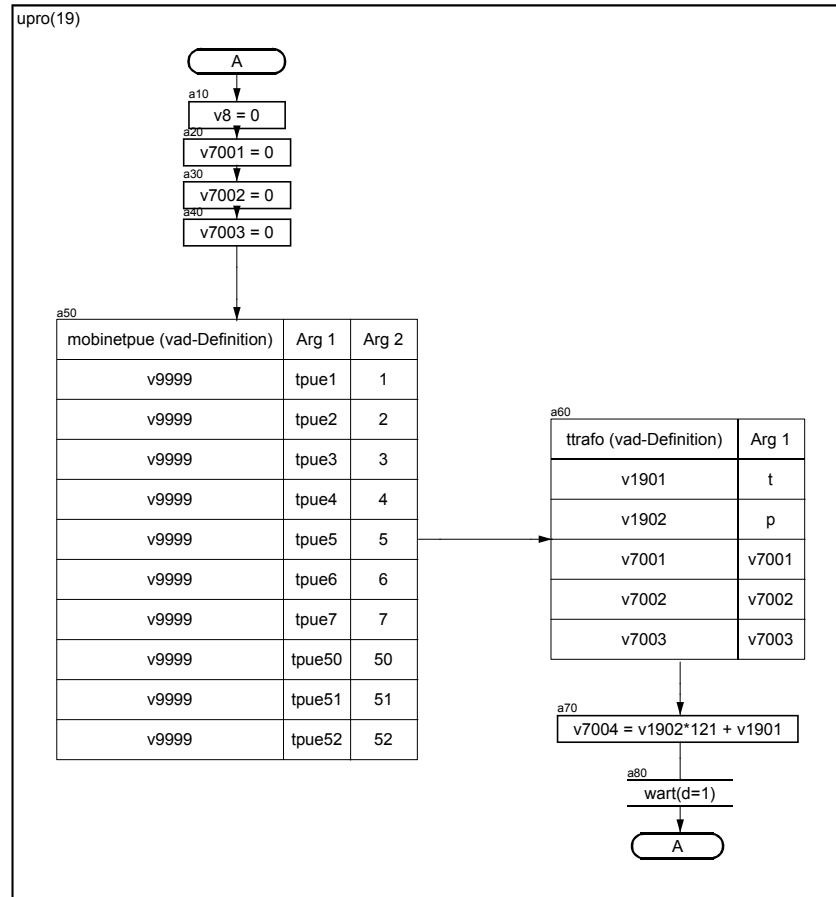 upro(19)
A
a10
v8 = 0
a20
v7001 = 0
a30
v7002 = 0
a40
v7003 = 0
a50
mobinetpue (vad-Definition) Arg 1 Arg 2
v9999 tpue1 1
v9999 tpue2 2
v9999 tpue3 3
v9999 tpue4 4
v9999 tpue5 5
v9999 tpue6 6
v9999 tpue7 7
v9999 tpue50 50
v9999 tpue51 51
v9999 tpue52 52
a60
ttrafo (vad-Definition) Arg 1
v1901 t
v1902 p
v7001 v7001
v7002 v7002
v7003 v7003
a70
v7004 = v1902*121 + v1901
a80
wart(d=1)
A